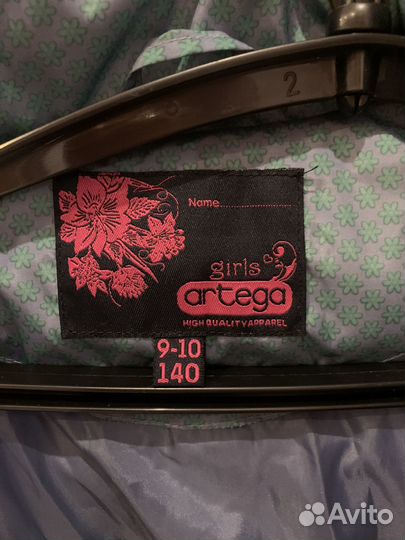 2
Name......................
girls
artega
HIGH QUALITY APPAREL
9-10
140
Avito